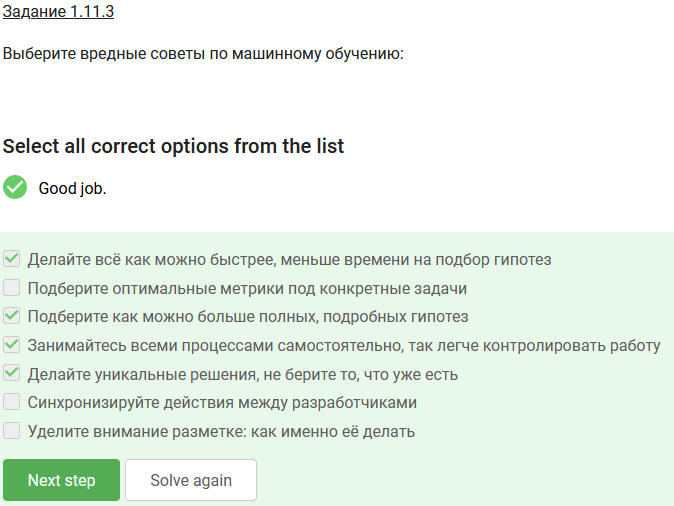 Задание 1.11.3
Выберите вредные советы по машинному обучению:
Select all correct options from the list
Good job.
Делайте всё как можно быстрее, меньше времени на подбор гипотез
Подберите оптимальные метрики под конкретные задачи
Подберите как можно больше полных, подробных гипотез
Занимайтесь всеми процессами самостоятельно, так легче контролировать работу
Делайте уникальные решения, не берите то, что уже есть
Синхронизируйте действия между разработчиками
Уделите внимание разметке: как именно её делать
Next step
Solve again